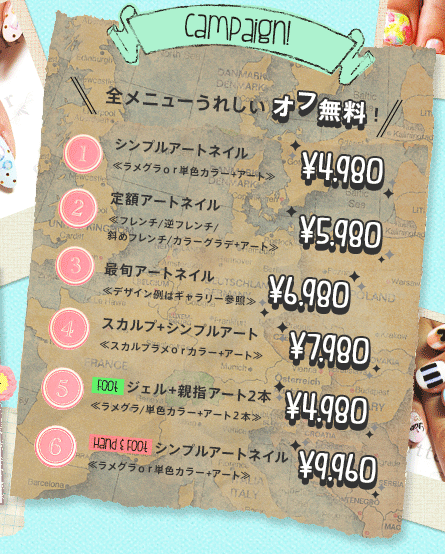 Campaign!
全メニューうれしい オフ無料!
1 シンプルアートネイル
≪ラメグラor単色カラー+アート≫
¥4,980
2 定額アートネイル
≪フレンチ/逆フレンチ/
斜めフレンチ/カラーグラデ+アート≫
¥5,980
3 最旬アートネイル
≪デザイン例はギャラリー参照≫
¥6,980
4 スカルプ+シンプルアート
≪スカルプラメorカラー+アート≫
¥7,980
5 FOOT ジェル+親指アート2本
≪ラメグラ/単色カラー+アート2本≫
¥4,980
6 Hand & FOOT シンプルアートネイル
≪ラメグラor単色カラー+アート≫
¥9,960
DENMARK
FRANCE
Österreich
Barcelona
ITALY